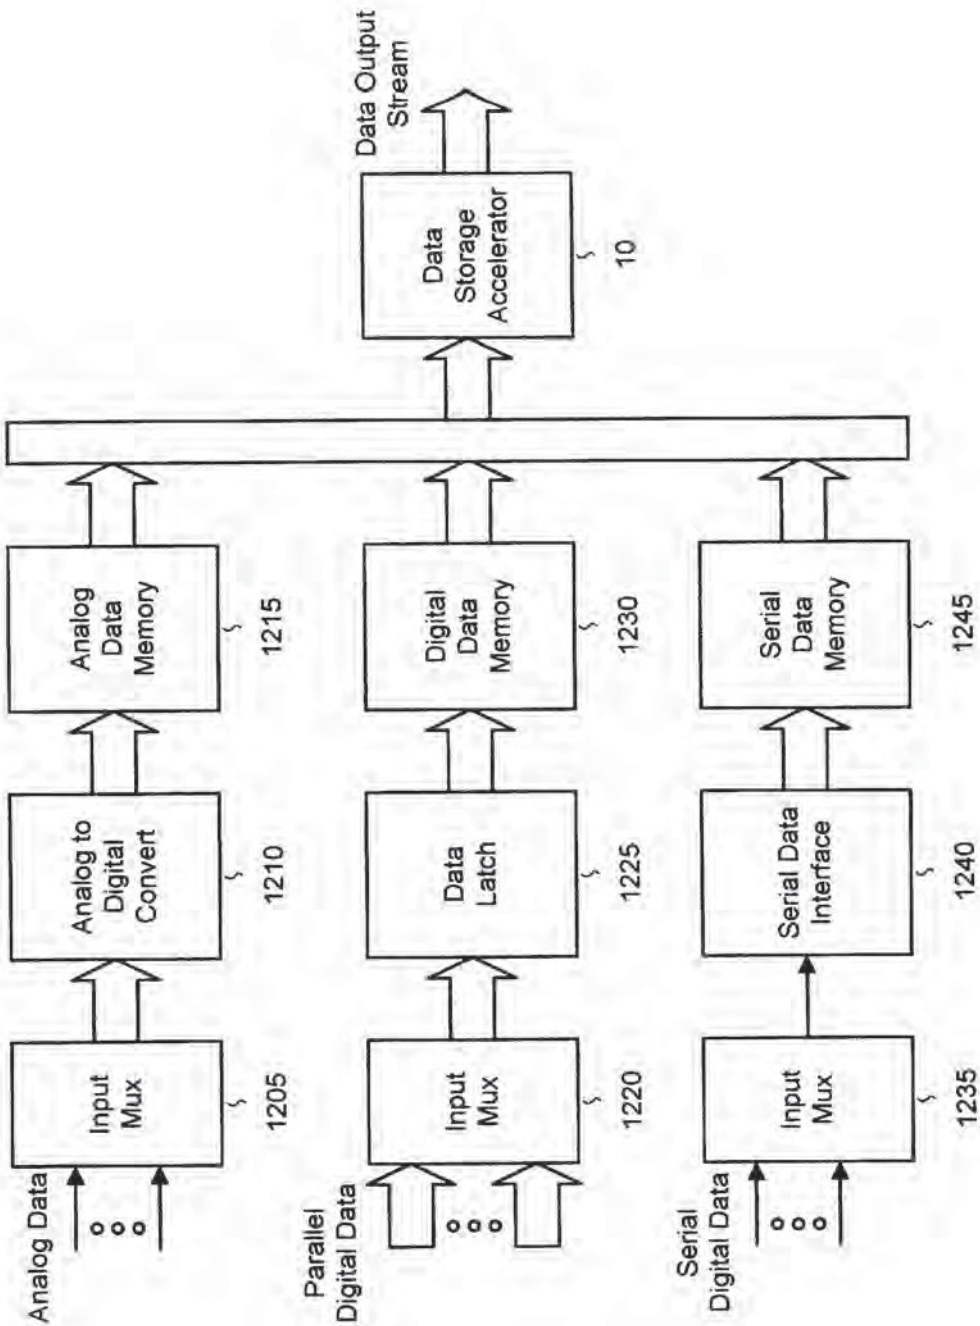 Analog Data
Input
Mux
1205
Analog to
Digital
Convert
1210
Analog
Data
Memory
1215
Parallel
Digital Data
Input
Mux
1220
Data
Latch
1225
Digital
Data
Memory
1230
Data
Storage
Accelerator
10
Data Output
Stream
Serial
Digital Data
Input
Mux
1235
Serial Data
Interface
1240
Serial
Data
Memory
1245